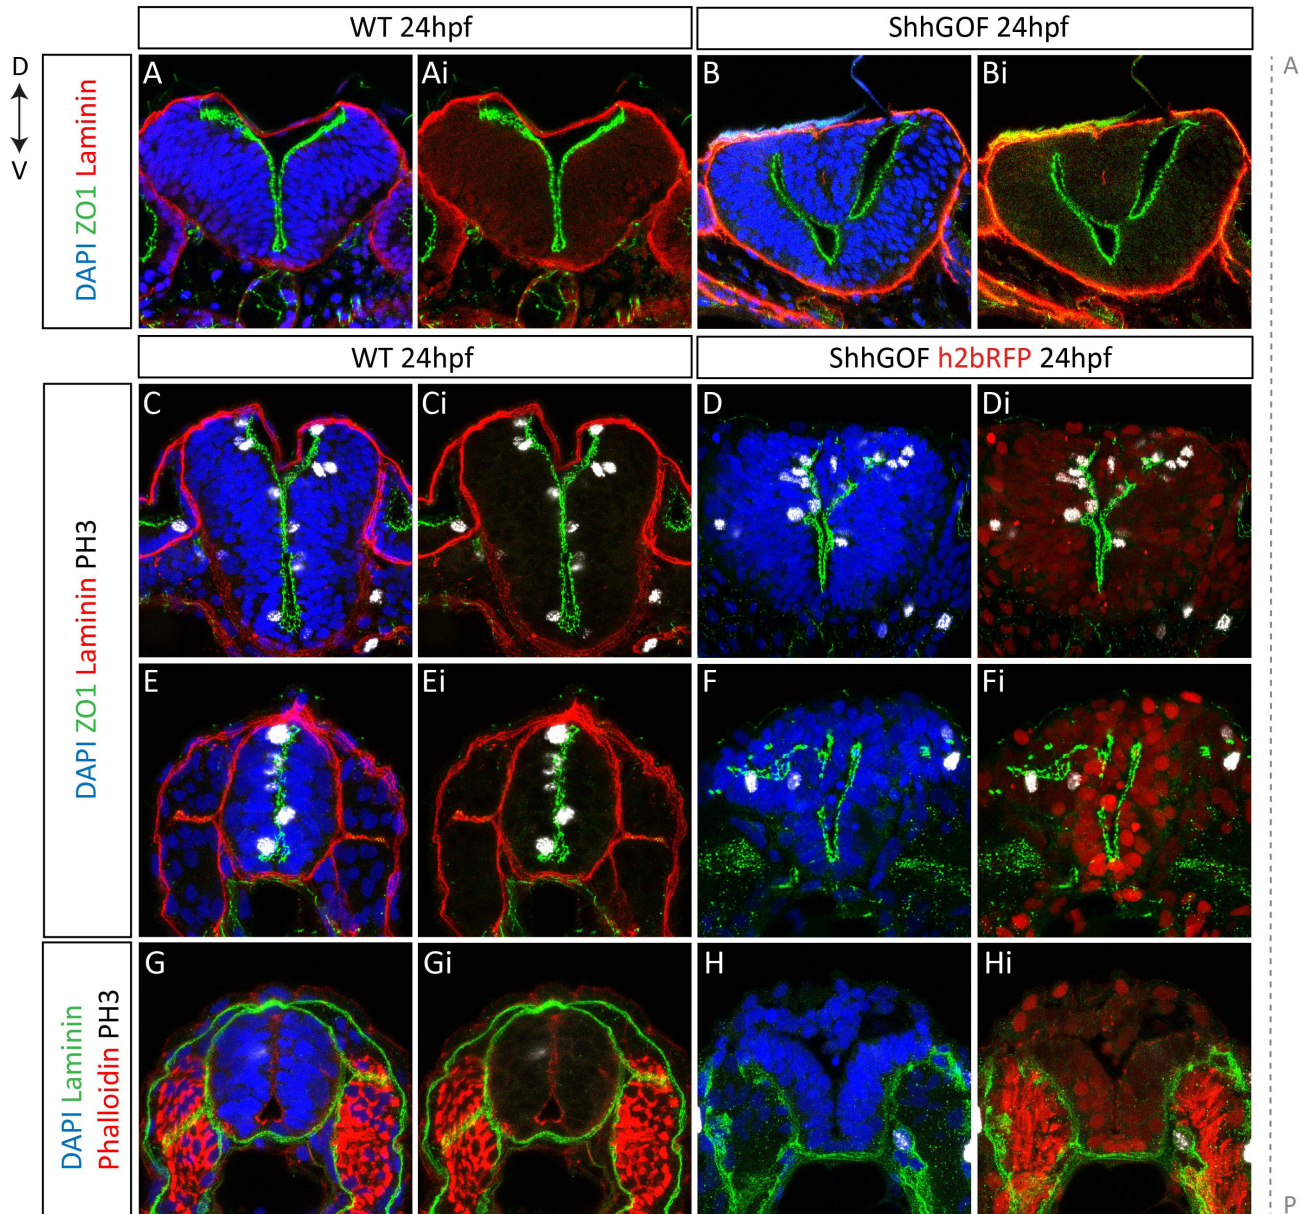 WT 24hpf
ShhGOF 24hpf
D
V
DAPI ZO1 Laminin
A
Ai
B
Bi
A
WT 24hpf
ShhGOF h2bRFP 24hpf
DAPI ZO1 Laminin PH3
C
Ci
D
Di
E
Ei
F
Fi
DAPI Laminin
Phalloidin PH3
G
Gi
H
Hi
P